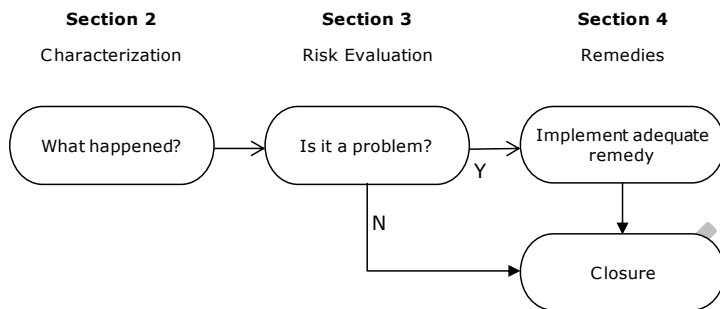 Section 2
Section 3
Section 4
Characterization
Risk Evaluation
Remedies
What happened?
Is it a problem?
Implement adequate
remedy
Y
N
Closure